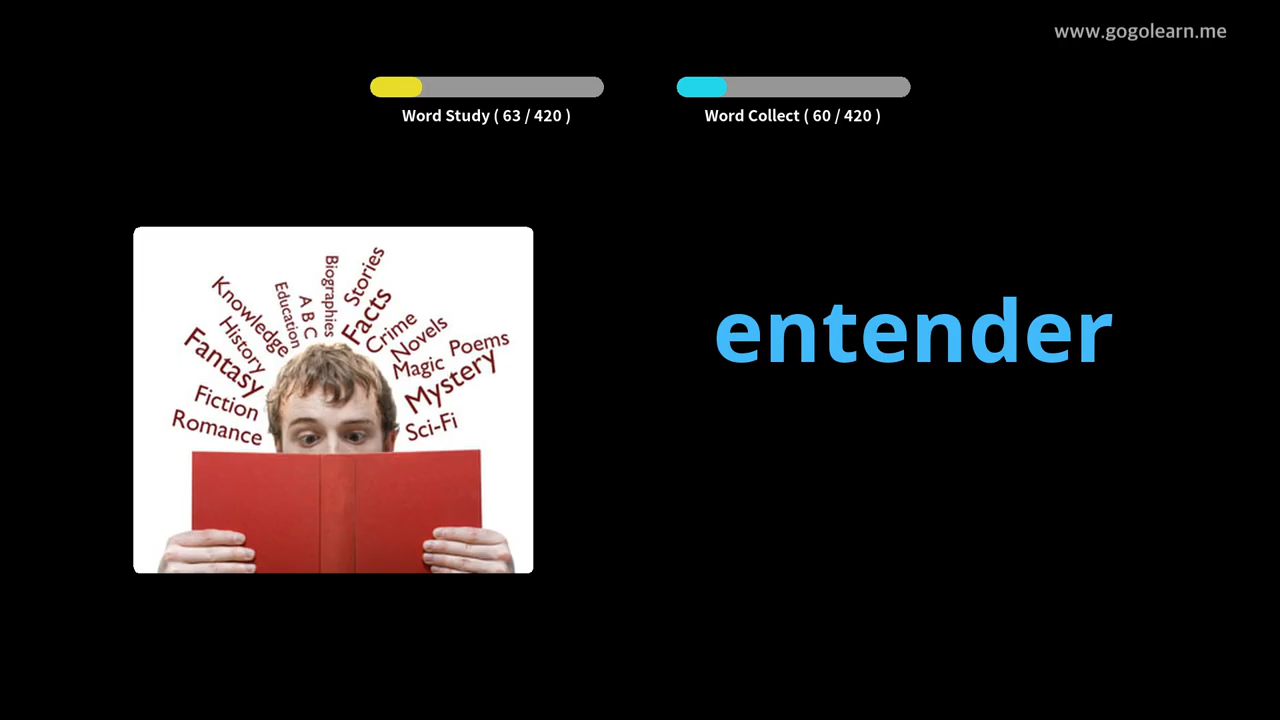 www.gogolearn.me
Word Study ( 63 / 420 )
Word Collect ( 60 / 420 )
Biographies
Stories
Education
A B C
Facts
Knowledge
Crime
Novels
History
Poems
Fantasy
Magic
Mystery
Fiction
Sci-Fi
Romance
entender